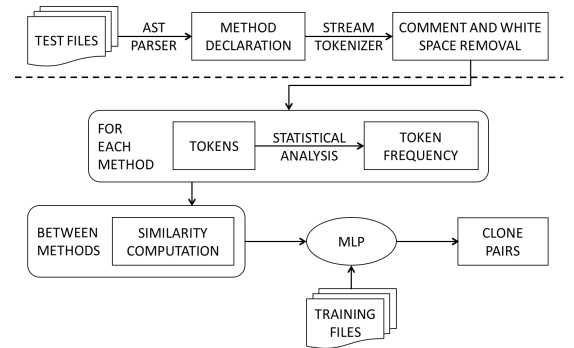 TEST FILES
AST
PARSER
METHOD
DECLARATION
STREAM
TOKENIZER
COMMENT AND WHITE
SPACE REMOVAL
FOR
EACH
METHOD
TOKENS
STATISTICAL
ANALYSIS
TOKEN
FREQUENCY
BETWEEN
METHODS
SIMILARITY
COMPUTATION
MLP
CLONE
PAIRS
TRAINING
FILES